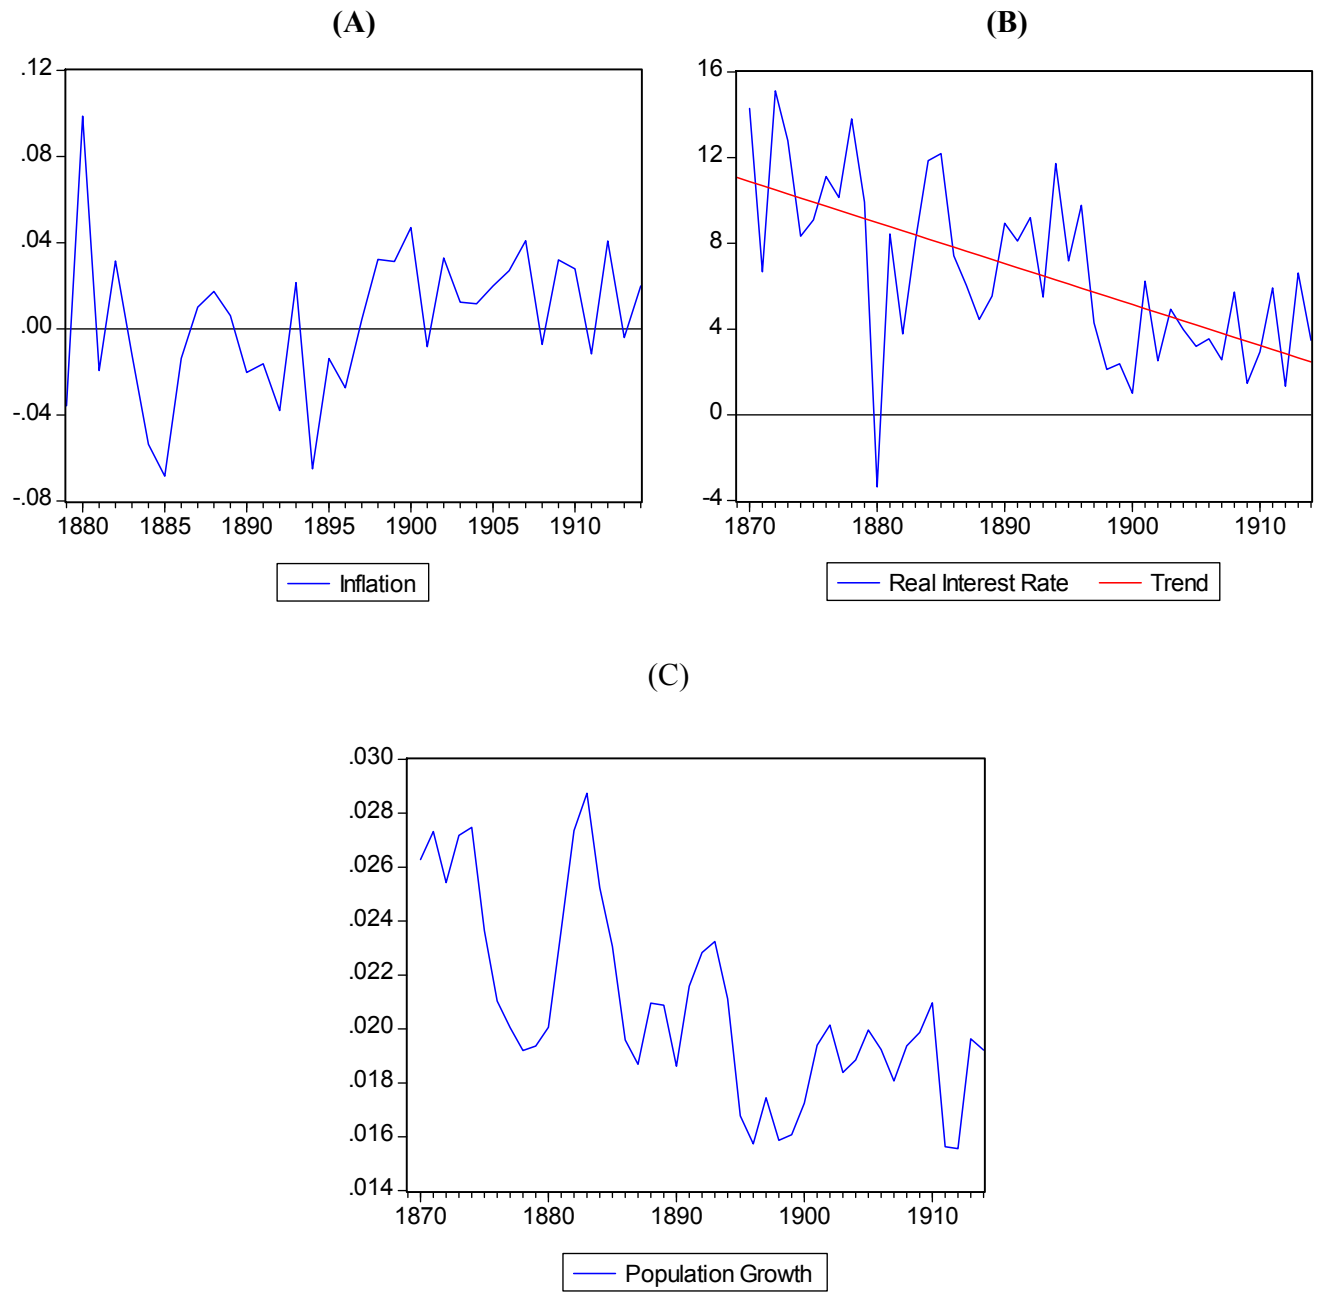 (A)
.12
.08
.04
.00
-.04
-.08
1880 1885 1890 1895 1900 1905 1910
Inflation
(B)
16
12
8
4
0
-4
1870 1880 1890 1900 1910
Real Interest Rate Trend
(C)
.030
.028
.026
.024
.022
.020
.018
.016
.014
1870 1880 1890 1900 1910
Population Growth